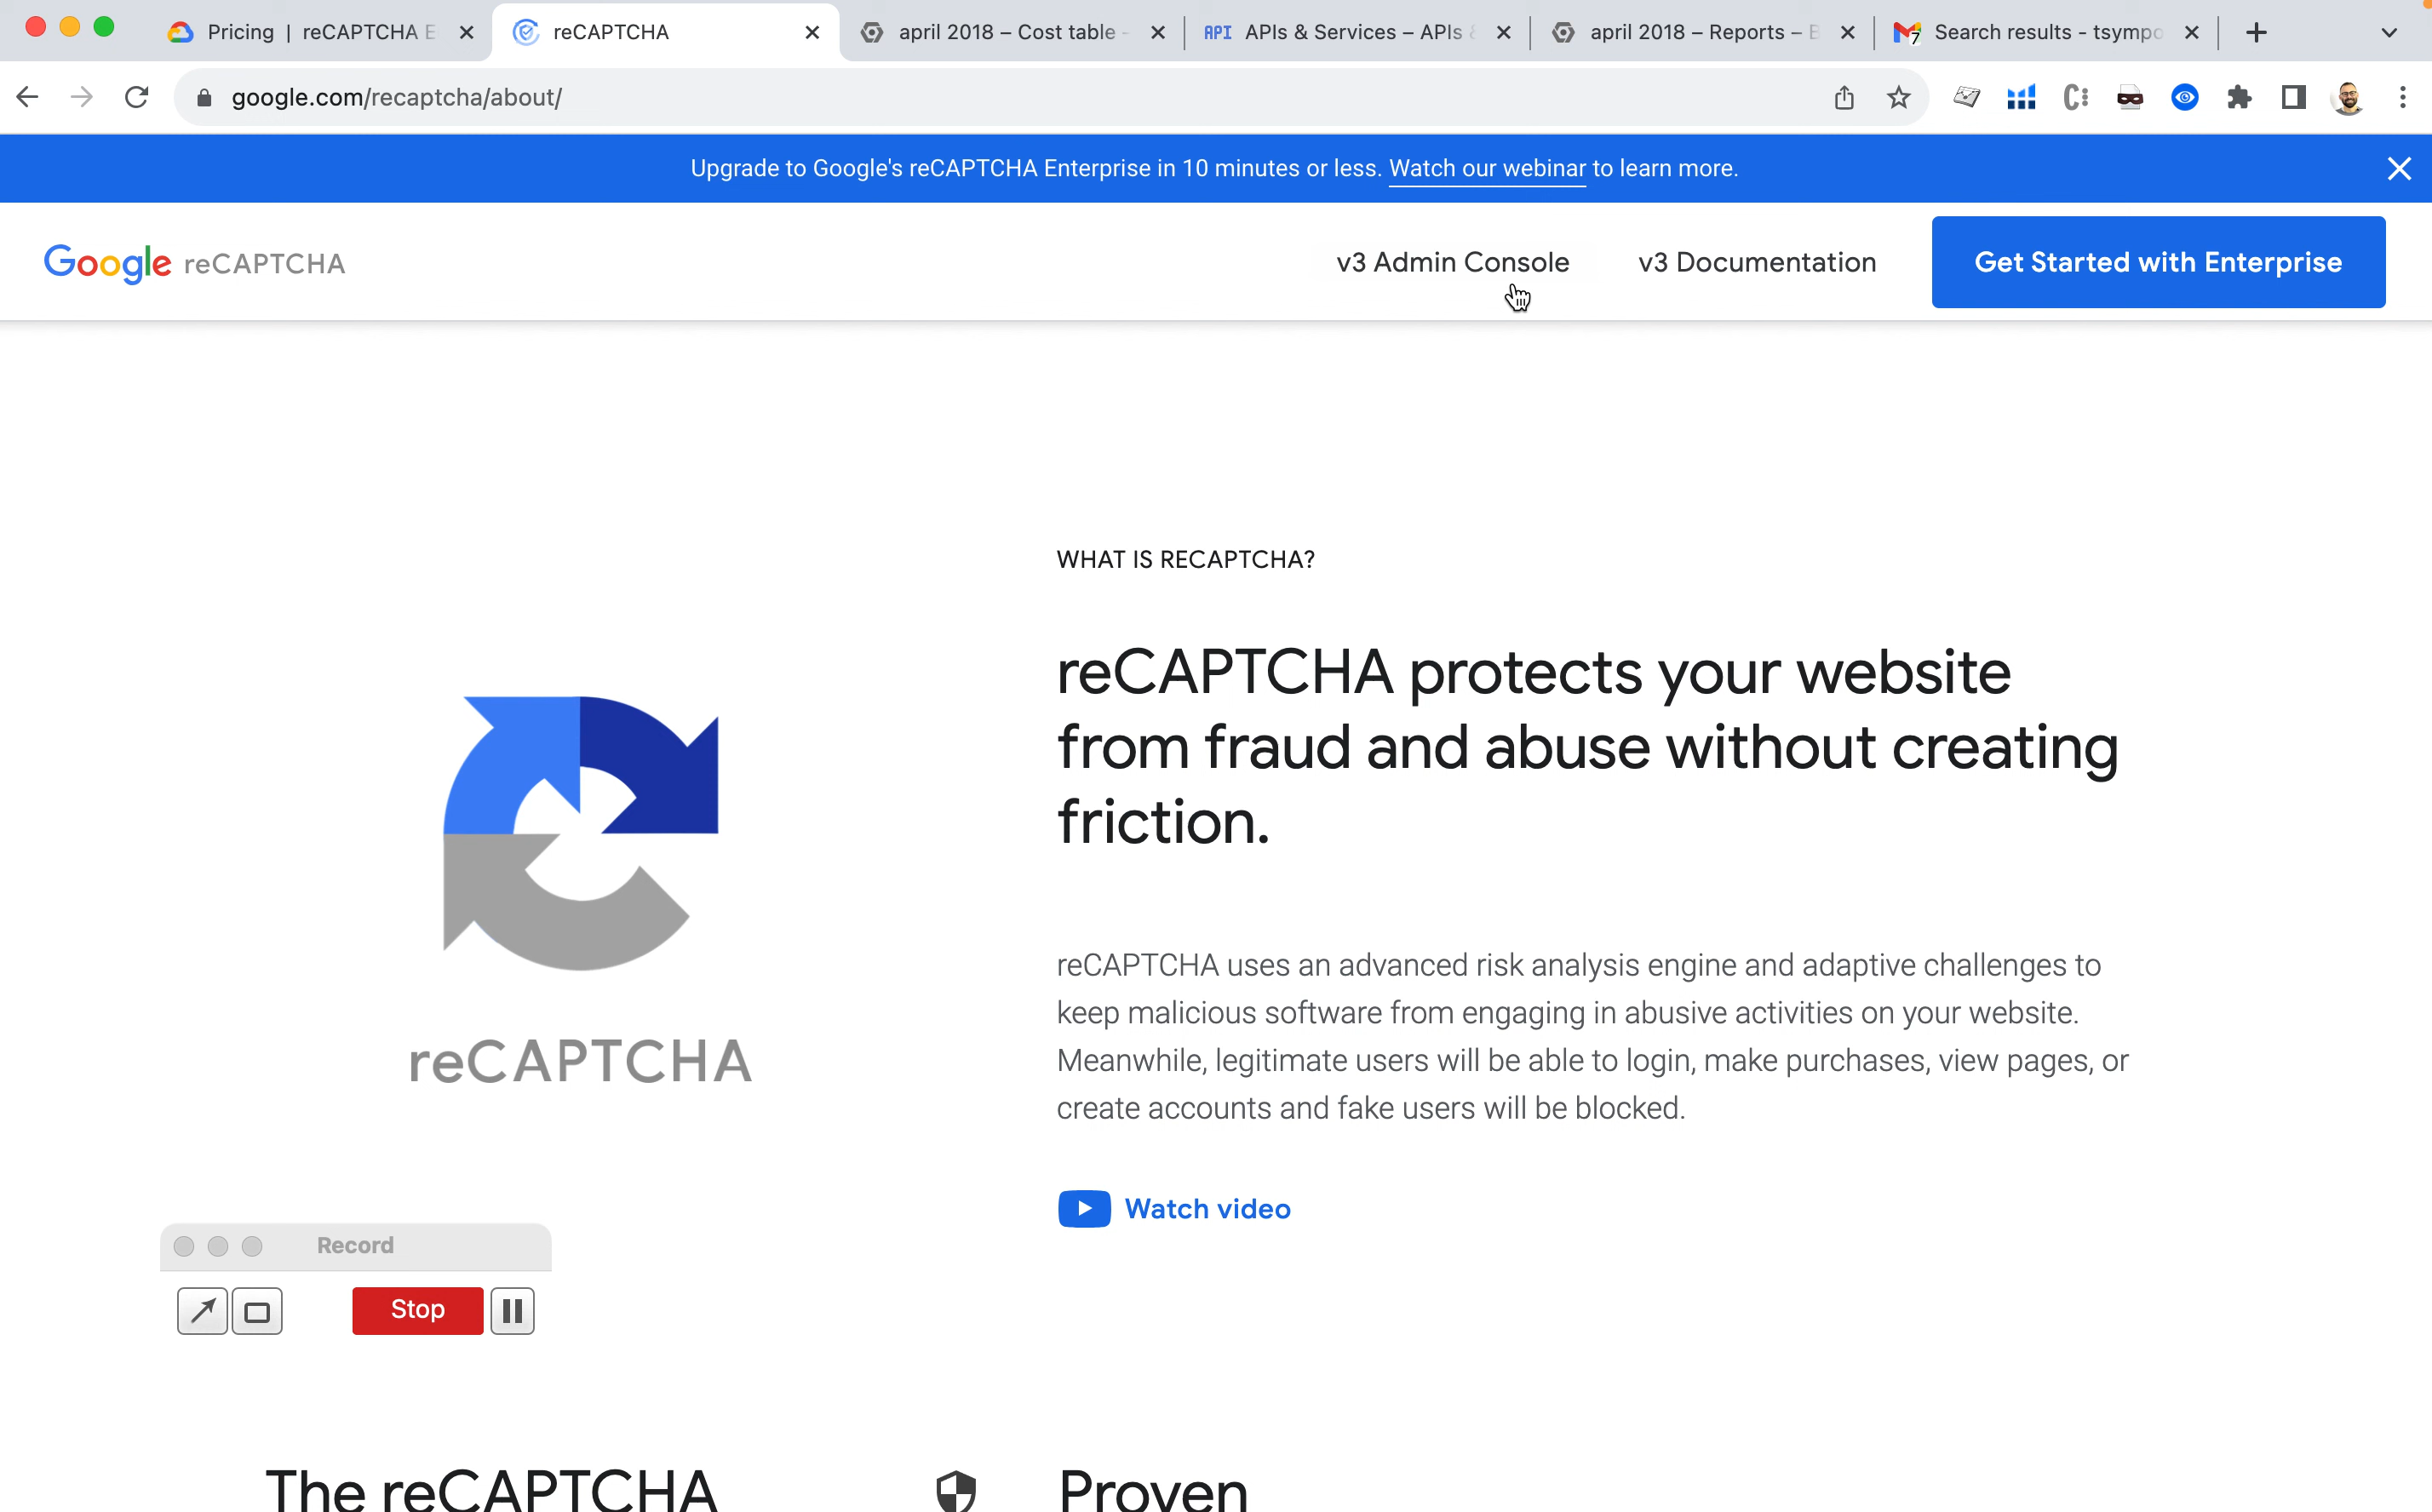 Pricing | reCAPTCHA E
reCAPTCHA
april 2018 – Cost table -
API APIs & Services – APIs &
april 2018 – Reports – B
7 Search results - tsympo
google.com/recaptcha/about/
Upgrade to Google's reCAPTCHA Enterprise in 10 minutes or less. Watch our webinar to learn more.
Google reCAPTCHA
v3 Admin Console
v3 Documentation
Get Started with Enterprise
WHAT IS RECAPTCHA?
reCAPTCHA protects your website
from fraud and abuse without creating
friction.
reCAPTCHA
reCAPTCHA uses an advanced risk analysis engine and adaptive challenges to
keep malicious software from engaging in abusive activities on your website.
Meanwhile, legitimate users will be able to login, make purchases, view pages, or
create accounts and fake users will be blocked.
Watch video
Record
Stop
The reCAPTCHA
Proven